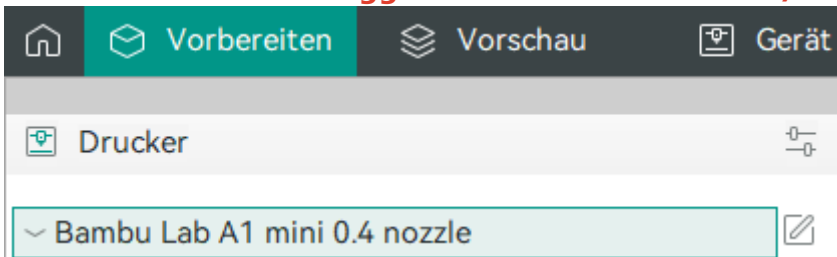 Vorbereiten Vorschau Gerät
Drucker
Bambu Lab A1 mini 0.4 nozzle